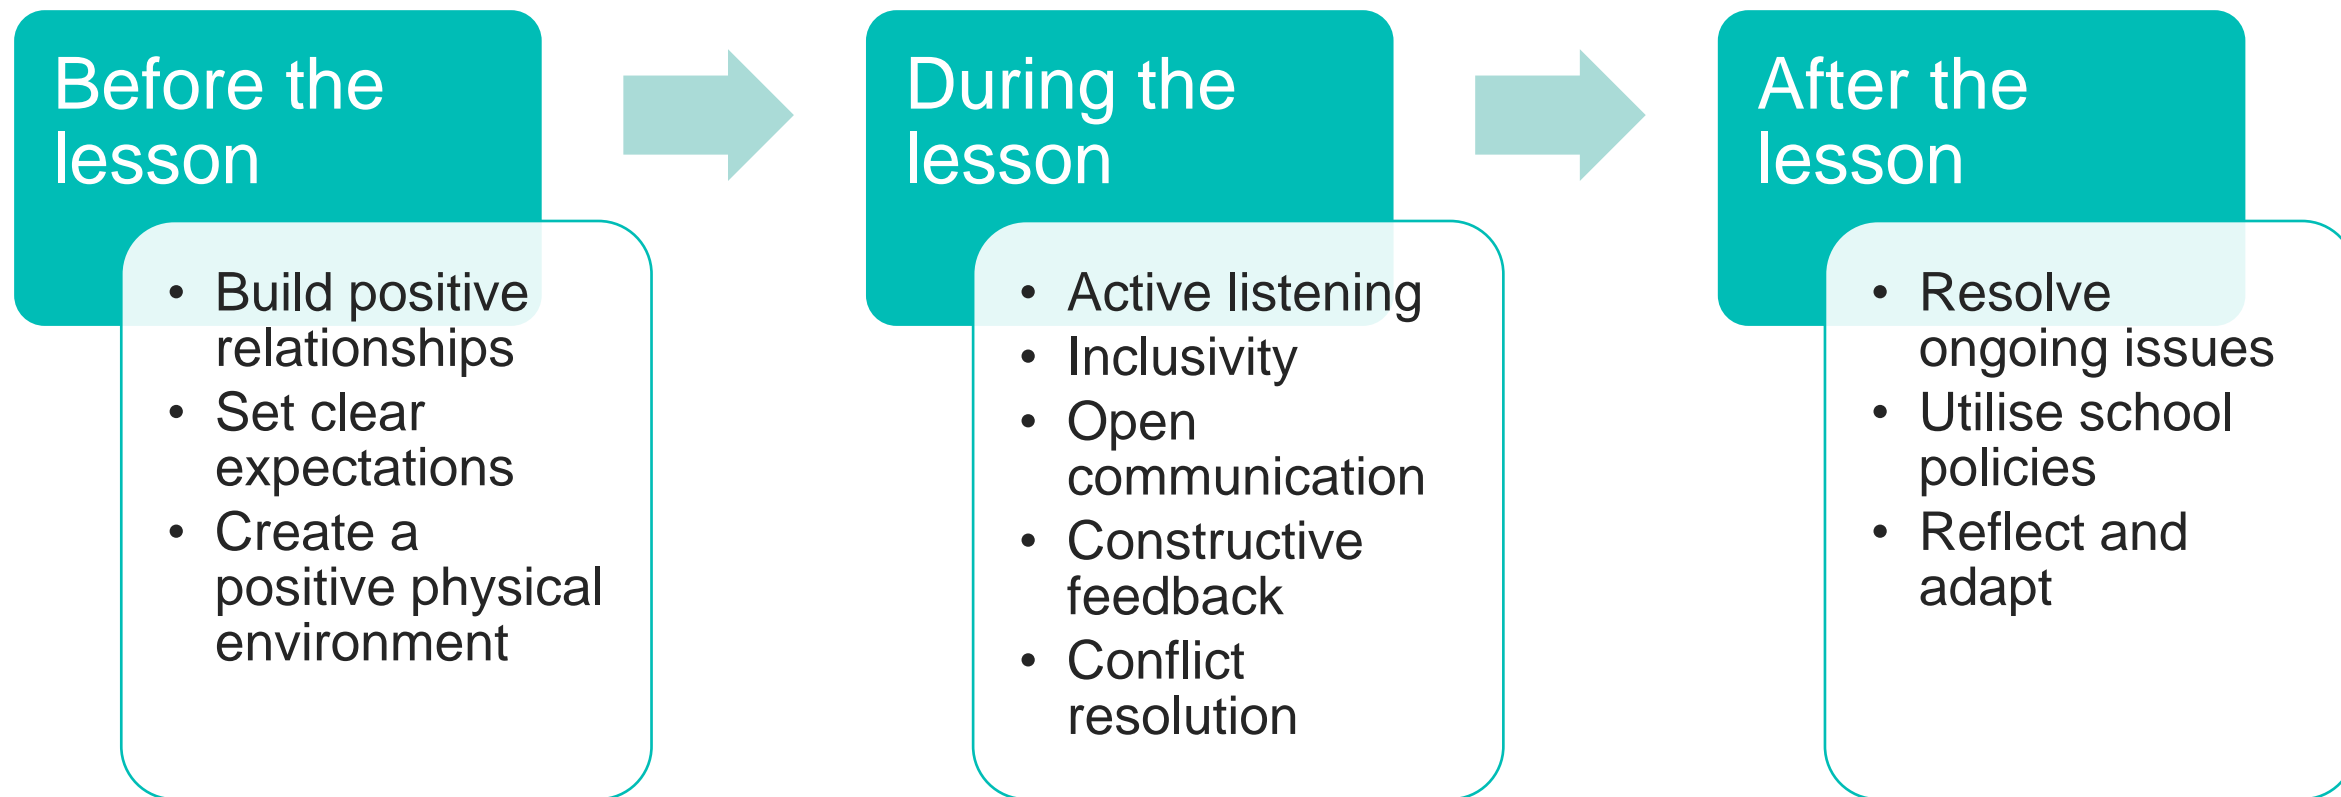 Before the
lesson
• Build positive
relationships
• Set clear
expectations
• Create a
positive physical
environment
During the
lesson
• Active listening
• Inclusivity
• Open
communication
• Constructive
feedback
• Conflict
resolution
After the
lesson
• Resolve
ongoing issues
• Utilise school
policies
• Reflect and
adapt